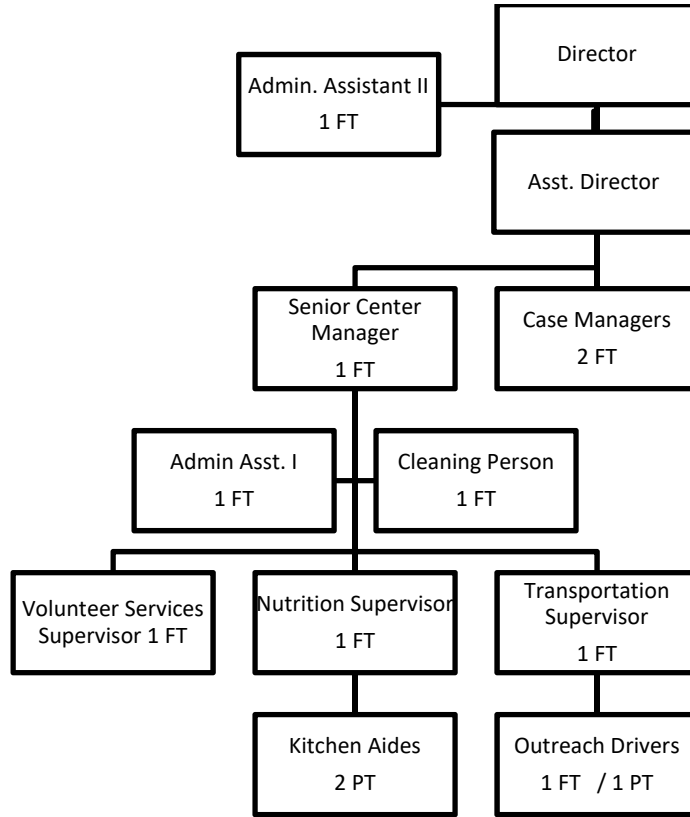 Director
Admin. Assistant II
1 FT
Asst. Director
Senior Center
Manager
1 FT
Case Managers
2 FT
Admin Asst. I
1 FT
Cleaning Person
1 FT
Volunteer Services
Supervisor 1 FT
Nutrition Supervisor
1 FT
Transportation
Supervisor
1 FT
Kitchen Aides
2 PT
Outreach Drivers
1 FT / 1 PT